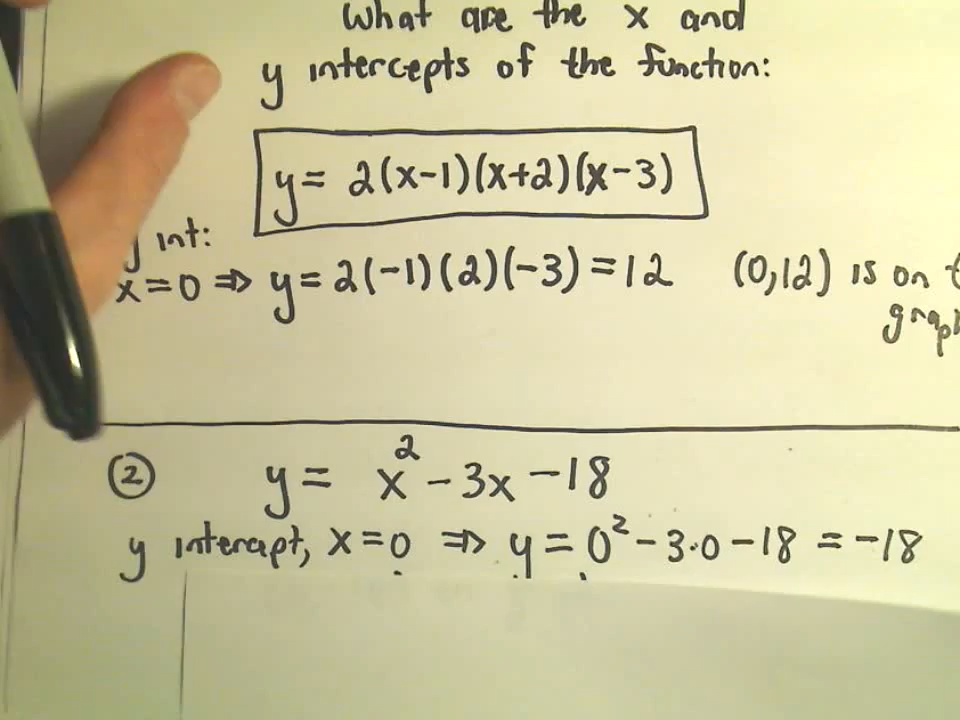 What are the x and
y intercepts of the function:
y = 2(x-1)(x+2)(x-3)
y int:
x=0 ⇒ y = 2(-1)(2)(-3) = 12 (0,12) is on
② y = x² - 3x - 18
y intercept, x=0 ⇒ y = 0² - 3·0 - 18 = -18